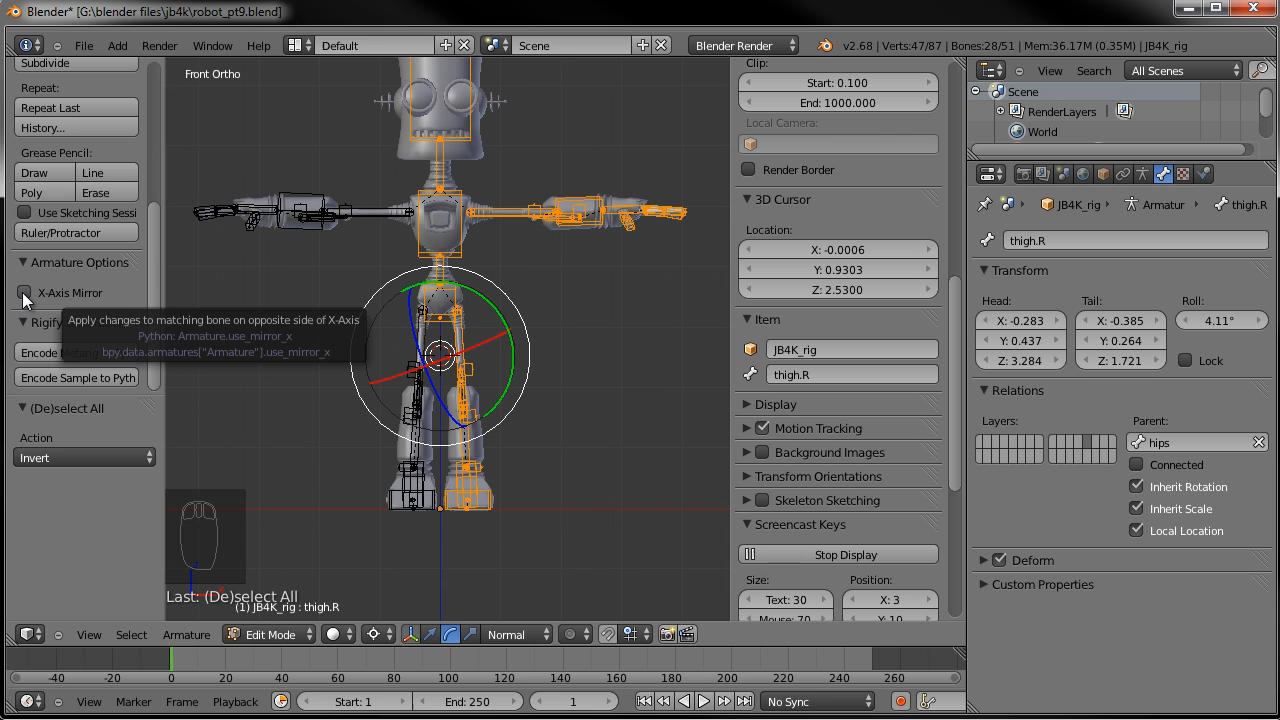 Blender* [G:\blender files\jb4k\robot_pt9.blend]
File Add Render Window Help Default Scene Blender Render v2.68 | Verts:47/87 | Bones:28/51 | Mem:36.17M (0.35M) | JB4K_rig
Subdivide
Repeat:
Repeat Last
History...
Grease Pencil:
Draw Line
Poly Erase
Use Sketching Sessi
Ruler/Protractor
Armature Options
X-Axis Mirror
Rigify
Encode
Encode Sample to Pyth
(De)select All
Action
Invert
Front Ortho
Apply changes to matching bone on opposite side of X-Axis
Python: Armature.use_mirror_x
bpy.data.armatures["Armature"].use_mirror_x
Last: (De)select All
(1) JB4K_rig : thigh.R
View Select Armature Edit Mode Normal
Clip:
Start: 0.100
End: 1000.000
Local Camera:
Render Border
3D Cursor
Location:
X: -0.0006
Y: 0.9303
Z: 2.5300
Item
JB4K_rig
thigh.R
Display
Motion Tracking
Background Images
Transform Orientations
Skeleton Sketching
Screencast Keys
Stop Display
Size: Position:
Text: 30 X: 3
Mouse: 70 Y: 10
View Search All Scenes
Scene
RenderLayers
World
JB4K_rig Armatur thigh.R
thigh.R
Transform
Head: Tail: Roll:
X: -0.283 X: -0.385 4.11°
Y: 0.437 Y: 0.264 Lock
Z: 3.284 Z: 1.721
Relations
Layers: Parent:
hips
Connected
Inherit Rotation
Inherit Scale
Local Location
Deform
Custom Properties
-40 -20 0 20 40 60 80 100 120 140 160 180 200 220 240 260
View Marker Frame Playback Start: 1 End: 250 1 No Sync